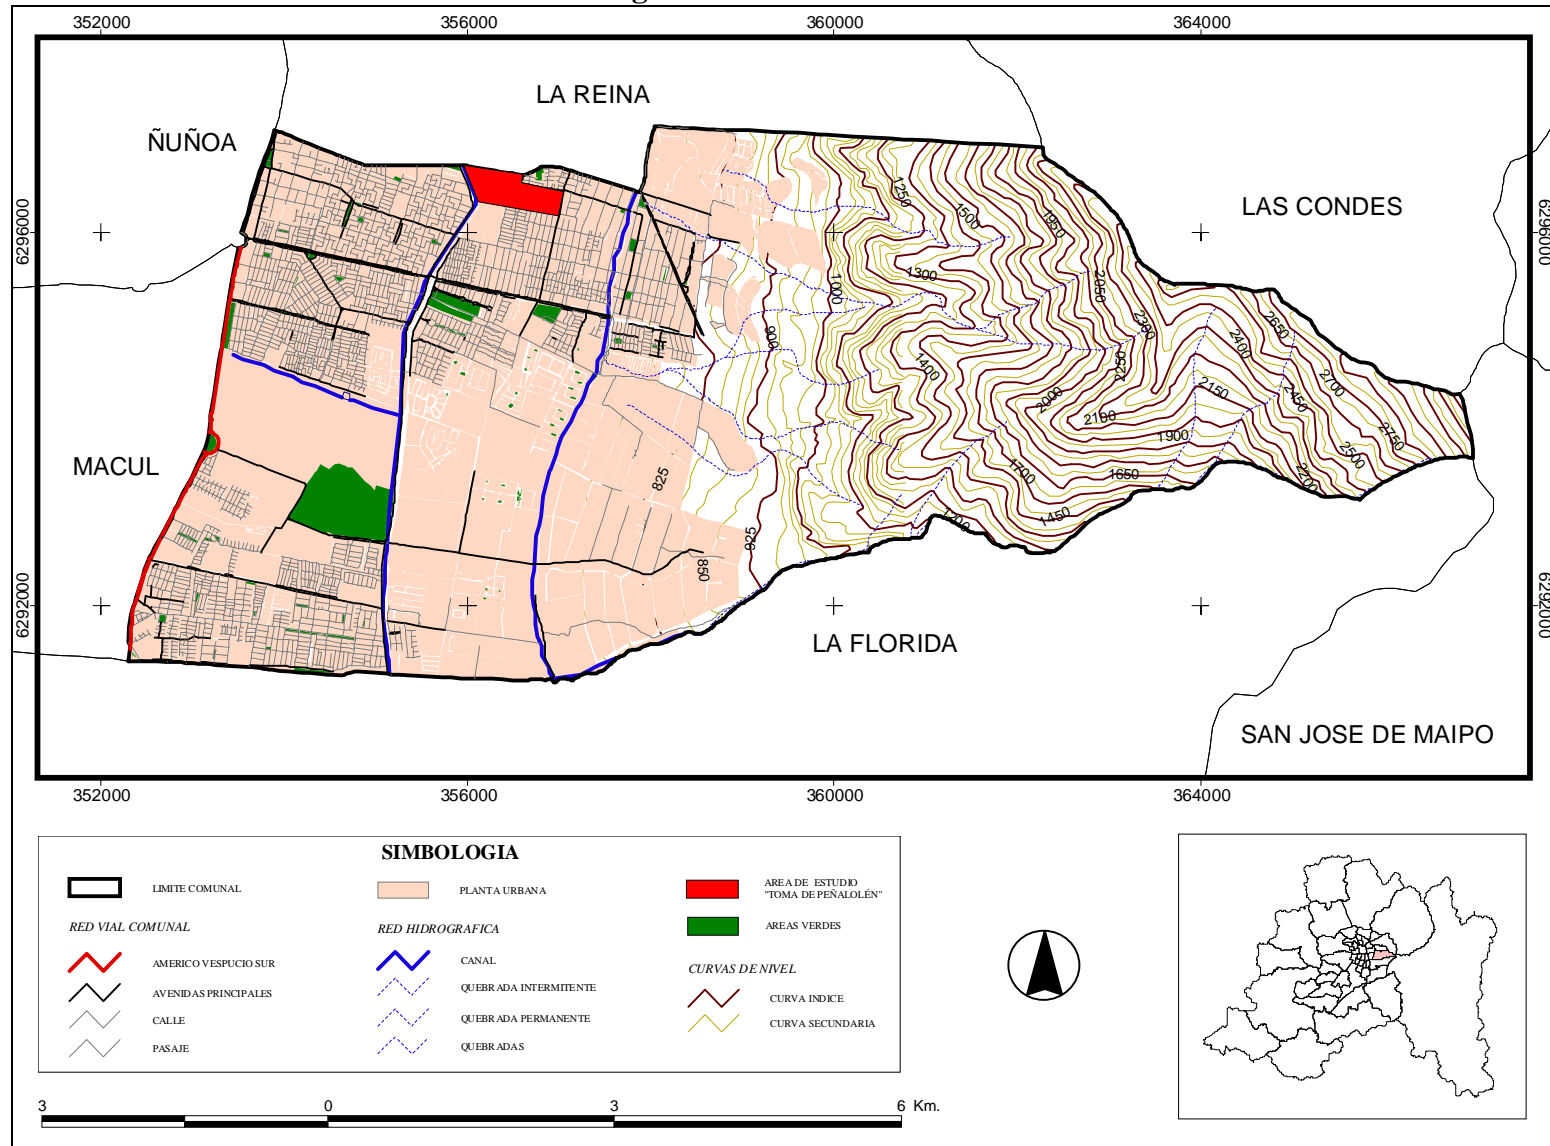 352000
356000
360000
364000
LA REINA
ÑUÑOA
LAS CONDES
6296000
6296000
1250
1500
1950
1300
2050
1000
2300
2650
900
2400
1400
2250
2700
2000
2150
2450
2100
2750
1900
2500
MACUL
825
1700
1650
2200
1450
1200
925
850
6292000
6292000
LA FLORIDA
SAN JOSE DE MAIPO
352000
356000
360000
364000
SIMBOLOGIA
LIMITE COMUNAL
PLANTA URBANA
AREA DE ESTUDIO
"TOMA DE PEÑALOLÉN"
RED VIAL COMUNAL
RED HIDROGRAFICA
AREAS VERDES
AMERICO VESPUCIO SUR
CANAL
CURVAS DE NIVEL
AVENIDAS PRINCIPALES
QUEBRADA INTERMITENTE
CURVA INDICE
CALLE
QUEBRADA PERMANENTE
CURVA SECUNDARIA
PASAJE
QUEBRADAS
3 0 3 6 Km.